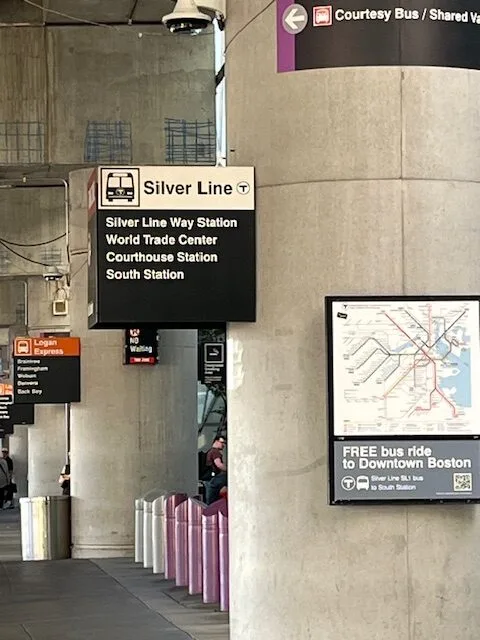 Courtesy Bus / Shared Va
Silver Line T
Silver Line Way Station
World Trade Center
Courthouse Station
South Station
Logan
Express
Braintree
Framingham
Woburn
Danvers
Back Bay
NO
Waiting
FREE bus ride
to Downtown Boston
T
Silver Line SL1 bus
to South Station